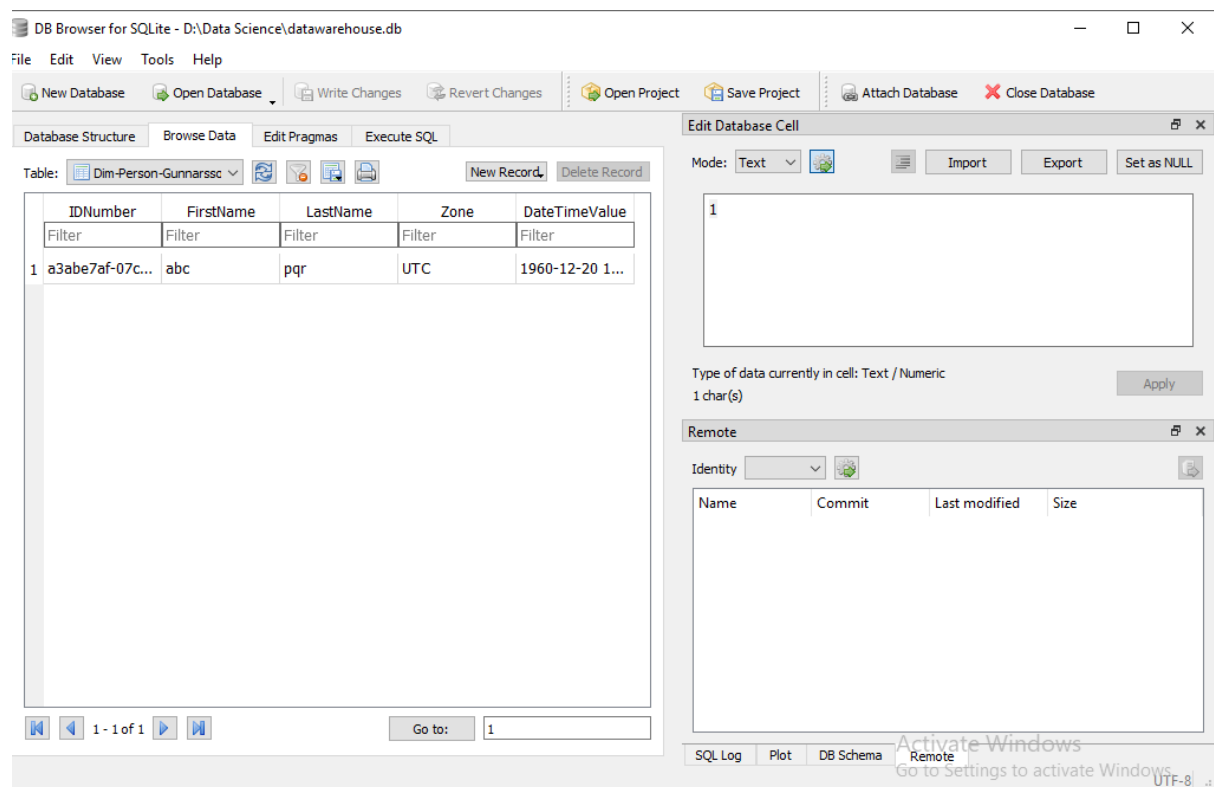 DB Browser for SQLite - D:\Data Science\datawarehouse.db
File Edit View Tools Help
New Database Open Database Write Changes Revert Changes Open Project Save Project Attach Database Close Database
Database Structure Browse Data Edit Pragmas Execute SQL
Table: Dim-Person-Gunnarssc New Record Delete Record
IDNumber FirstName LastName Zone DateTimeValue
Filter Filter Filter Filter Filter
1 a3abe7af-07c... abc pqr UTC 1960-12-20 1...
1 - 1 of 1 Go to: 1
Edit Database Cell
Mode: Text Import Export Set as NULL
1
Type of data currently in cell: Text / Numeric
1 char(s)
Apply
Remote
Identity
Name Commit Last modified Size
SQL Log Plot DB Schema Remote
Activate Windows
Go to Settings to activate Windows.
UTF-8